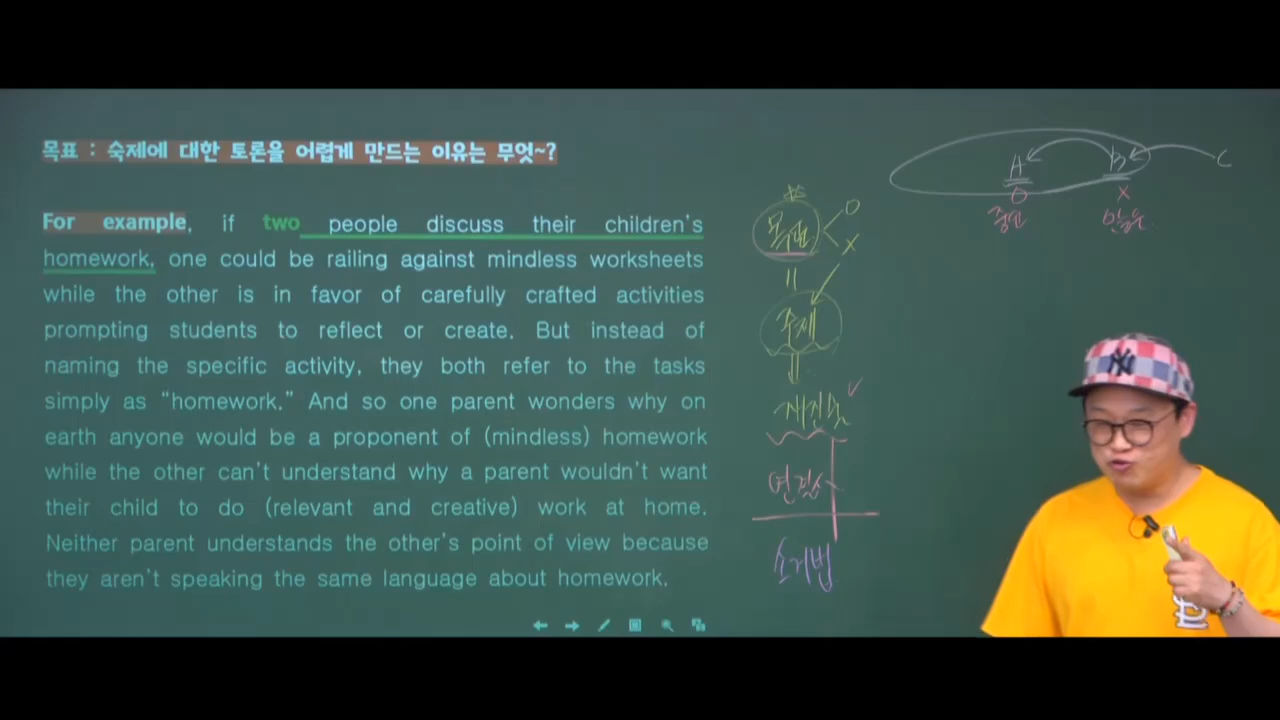 목표 : 숙제에 대한 토론을 어렵게 만드는 이유는 무엇~?
For example, if two people discuss their children's
homework, one could be railing against mindless worksheets
while the other is in favor of carefully crafted activities
prompting students to reflect or create. But instead of
naming the specific activity, they both refer to the tasks
simply as “homework.” And so one parent wonders why on
earth anyone would be a proponent of (mindless) homework
while the other can't understand why a parent wouldn't want
their child to do (relevant and creative) work at home.
Neither parent understands the other's point of view because
they aren't speaking the same language about homework.
목표
O
X
주제
재진술
연결사
소거법
A B C
O X
NY